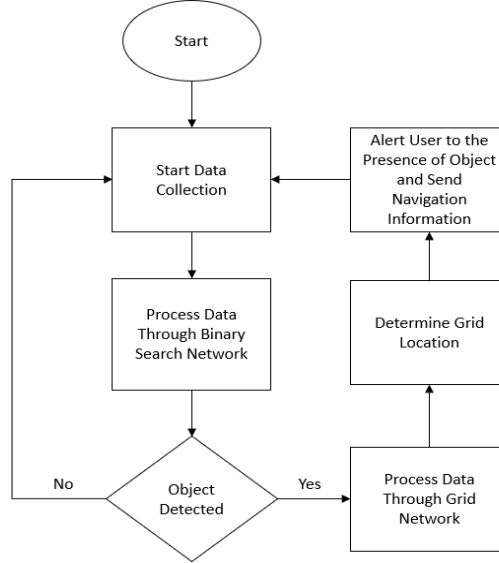 Start
Start Data
Collection
Process Data
Through Binary
Search Network
Object
Detected
No
Yes
Process Data
Through Grid
Network
Determine Grid
Location
Alert User to the
Presence of Object
and Send
Navigation
Information